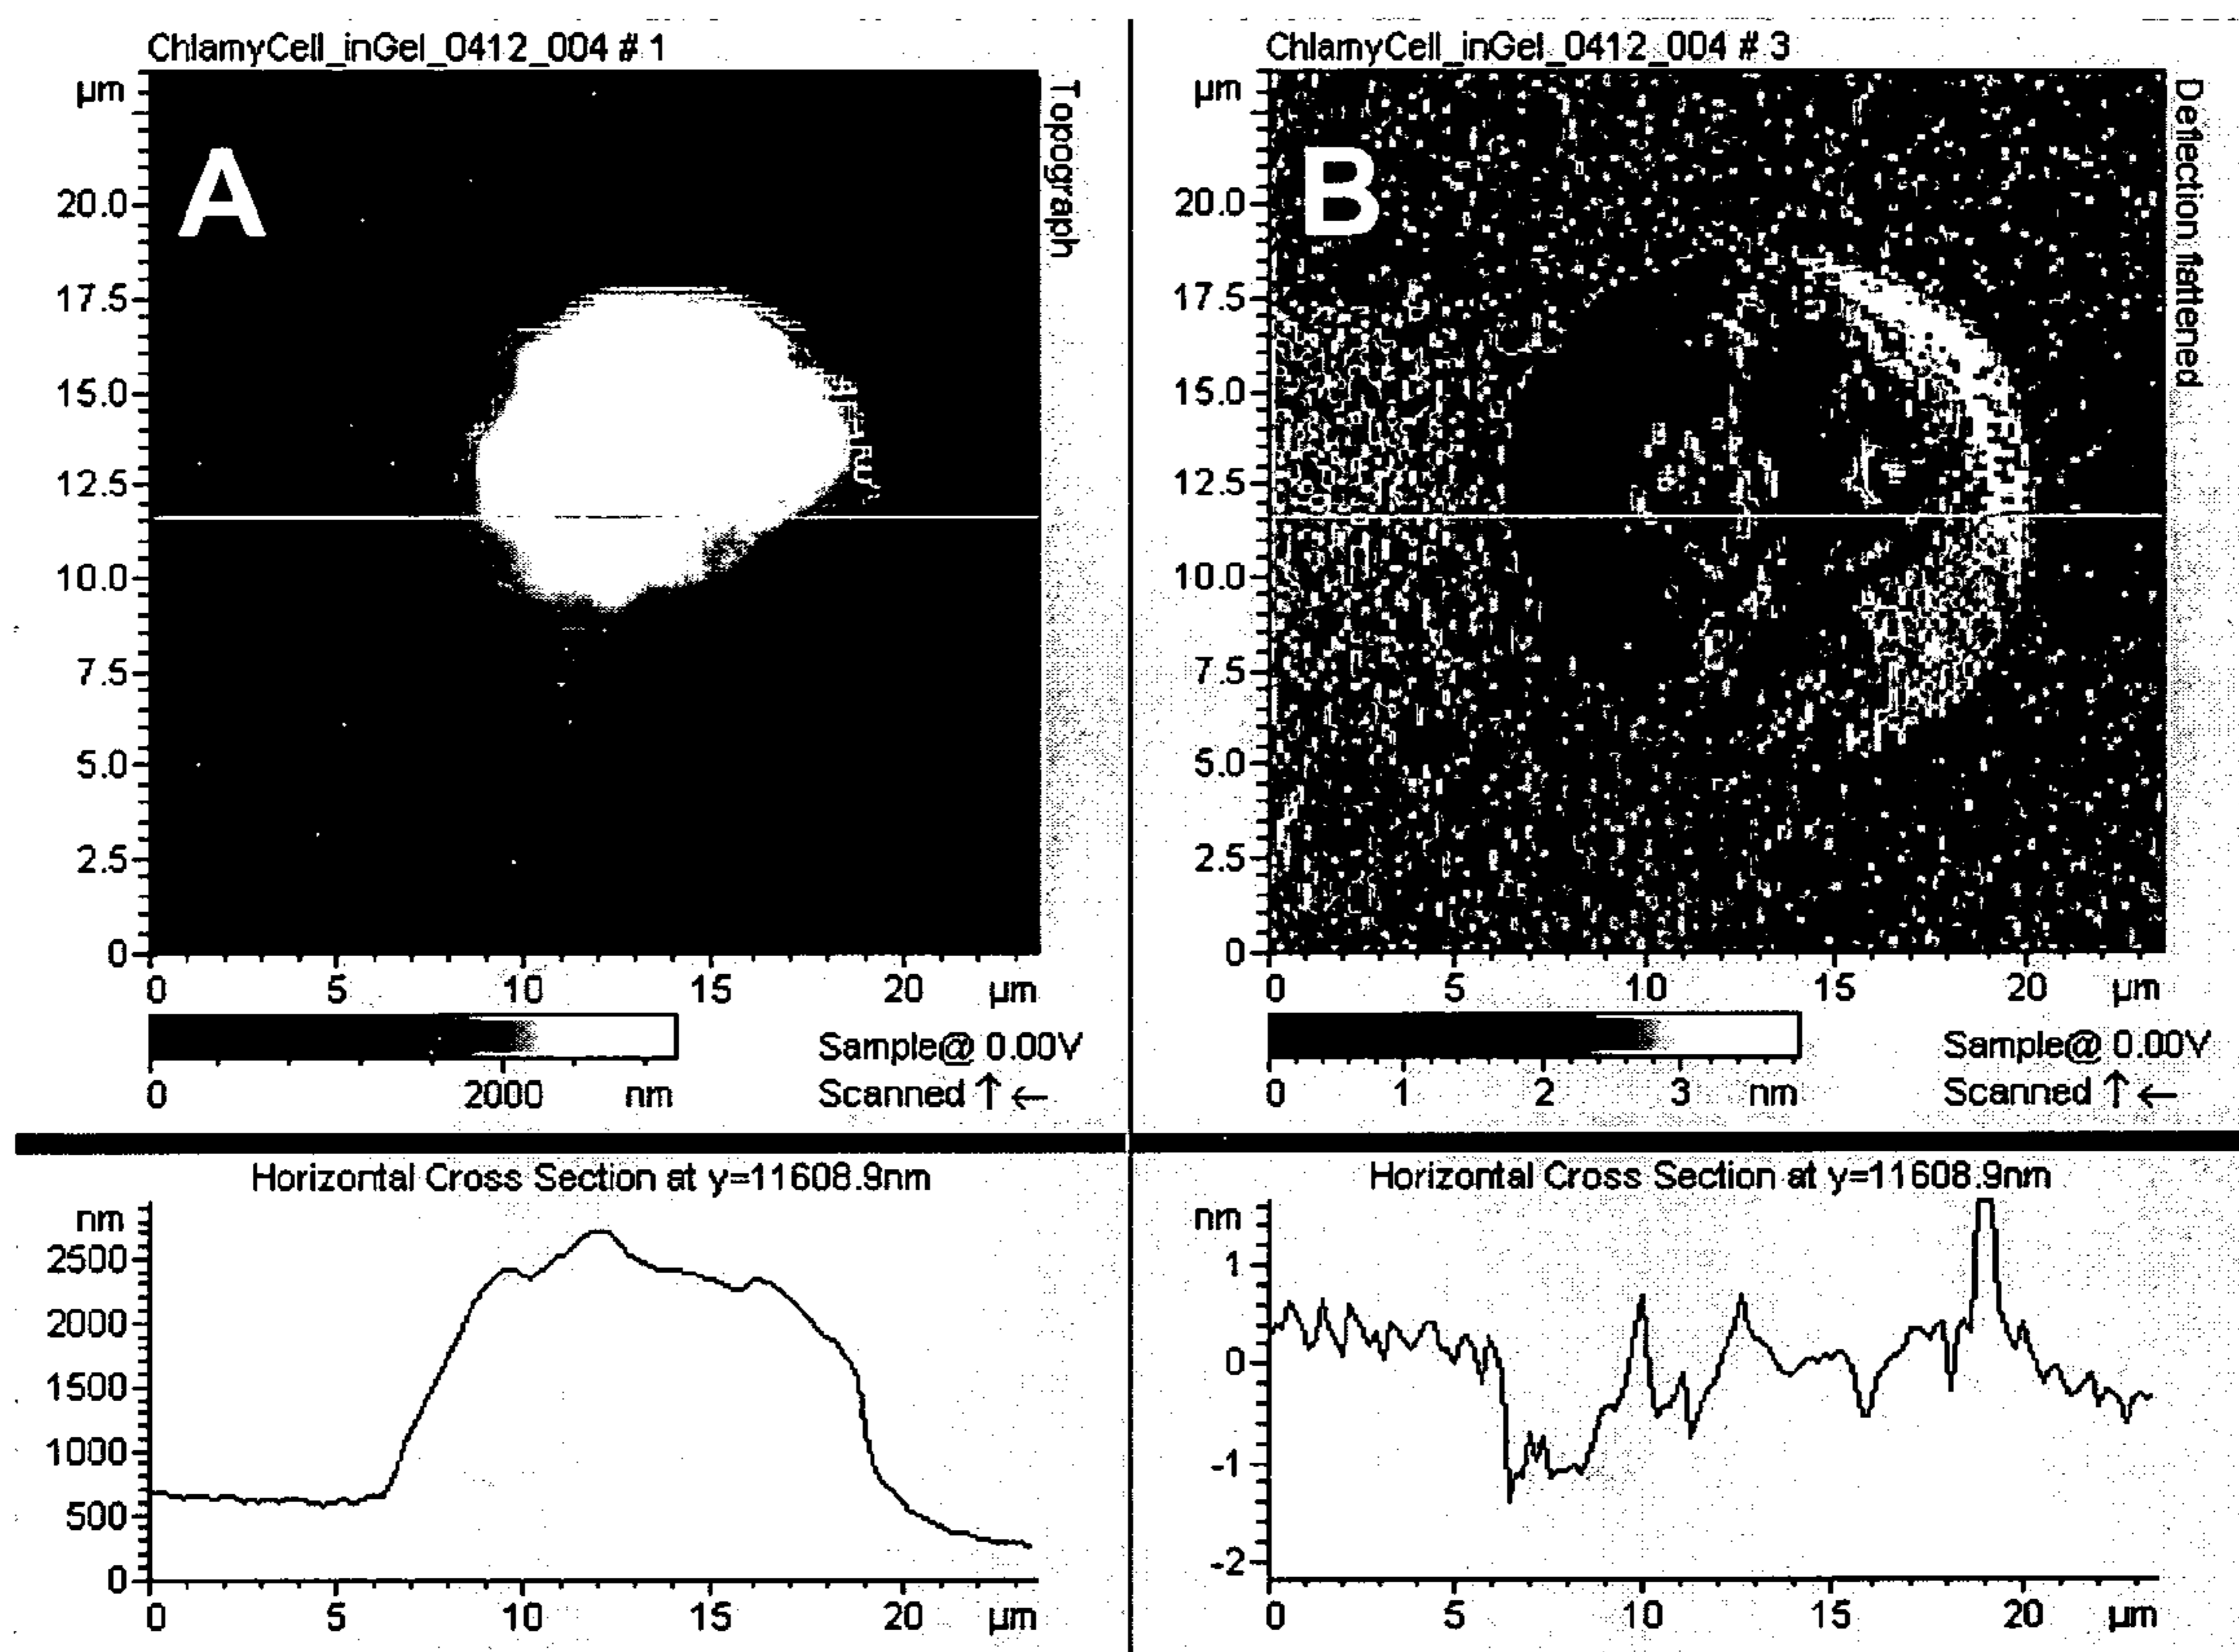 ChlamyCell_inGel_0412_004 # 1
µm
A
Topograph
20.0
17.5
15.0
12.5
10.0
7.5
5.0
2.5
0
0 5 10 15 20 µm
0 2000 nm
Sample@ 0.00V
Scanned ↑ ←
ChlamyCell_inGel_0412_004 # 3
µm
B
Deflection flattened
20.0
17.5
15.0
12.5
10.0
7.5
5.0
2.5
0
0 5 10 15 20 µm
0 1 2 3 nm
Sample@ 0.00V
Scanned ↑ ←
Horizontal Cross Section at y=11608.9nm
nm
2500
2000
1500
1000
500
0
0 5 10 15 20 µm
Horizontal Cross Section at y=11608.9nm
nm
1
0
-1
-2
0 5 10 15 20 µm